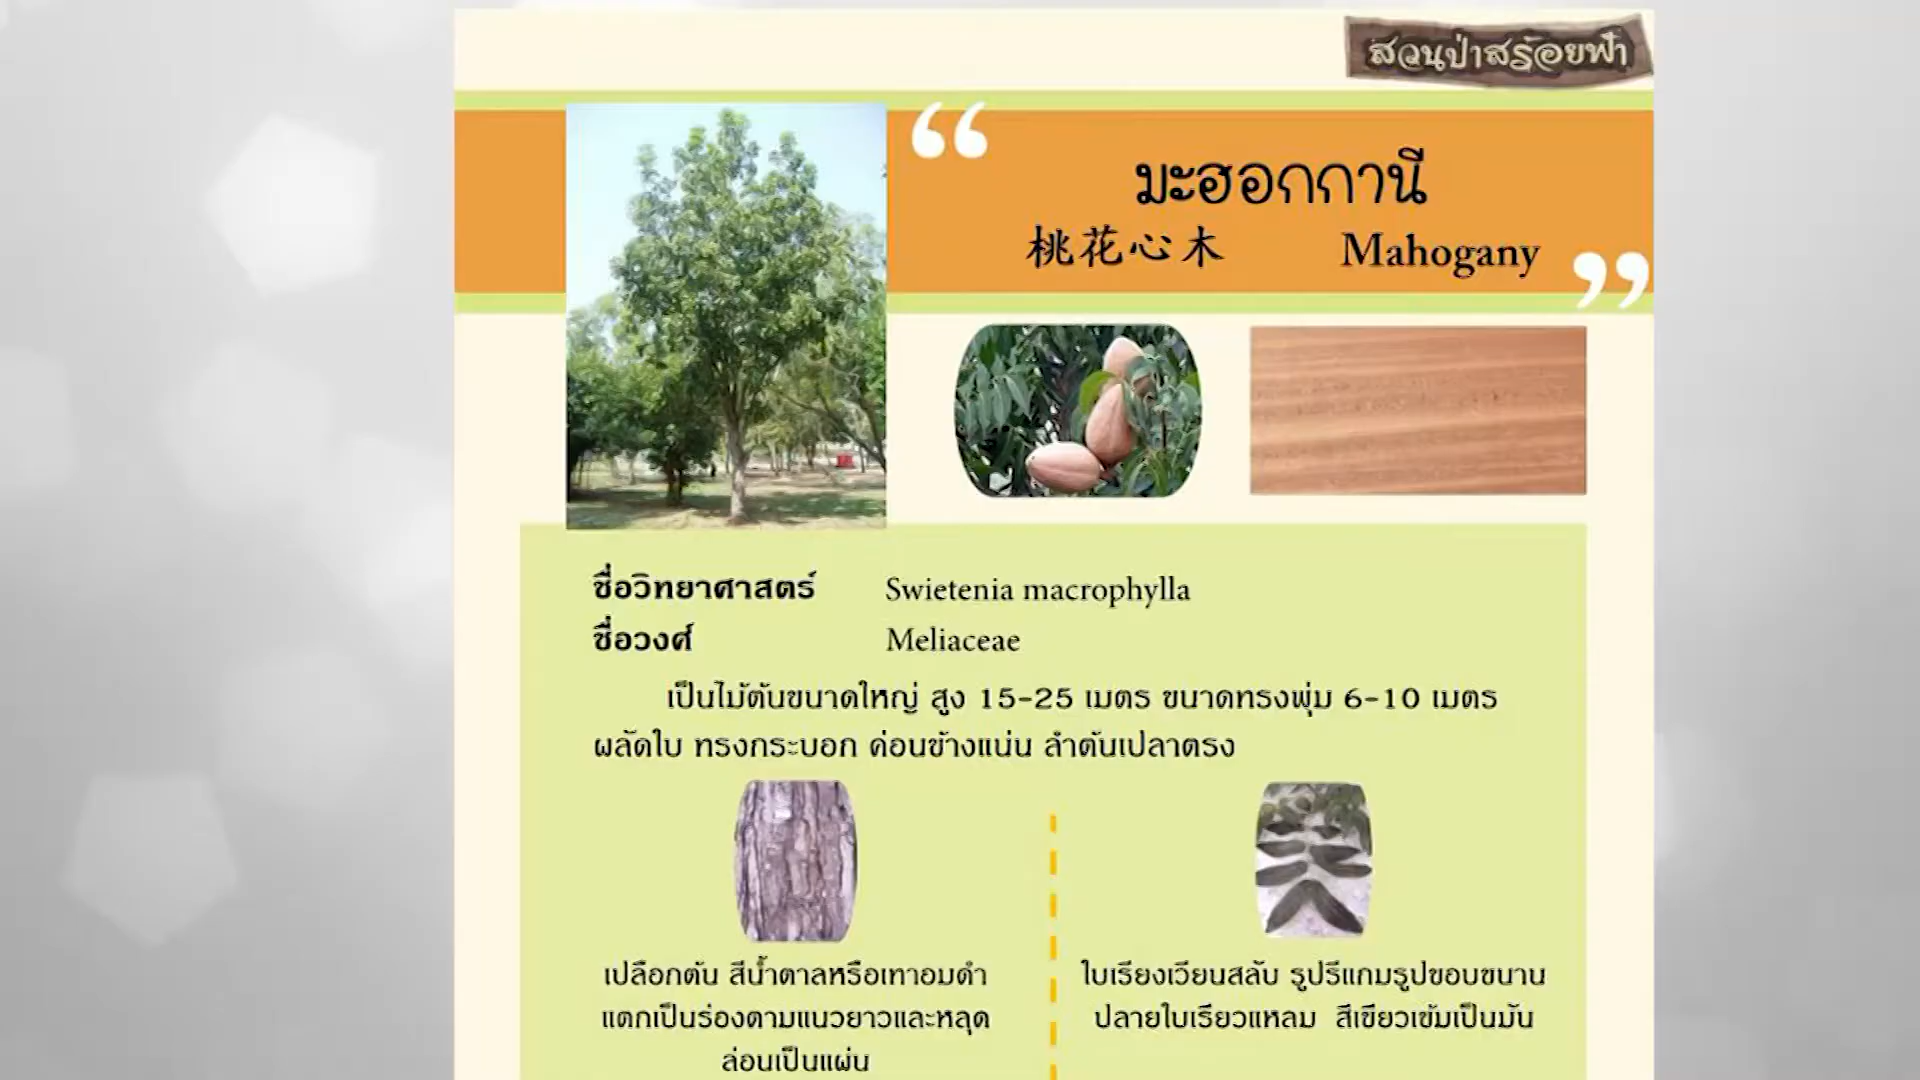 สวนป่าสร้อยฟ้า
“
มะฮอกกานี
桃花心木 Mahogany
”
ชื่อวิทยาศาสตร์ Swietenia macrophylla
ชื่อวงศ์ Meliaceae
เป็นไม้ต้นขนาดใหญ่ สูง 15-25 เมตร ขนาดทรงพุ่ม 6-10 เมตร
ผลัดใบ ทรงกระบอก ค่อนข้างแน่น ลำต้นเปลาตรง
เปลือกต้น สีน้ำตาลหรือเทาอมดำ
แตกเป็นร่องตามแนวยาวและหลุด
ล่อนเป็นแผ่น
ใบเรียงเวียนสลับ รูปรีแกมรูปขอบขนาน
ปลายใบเรียวแหลม สีเขียวเข้มเป็นมัน